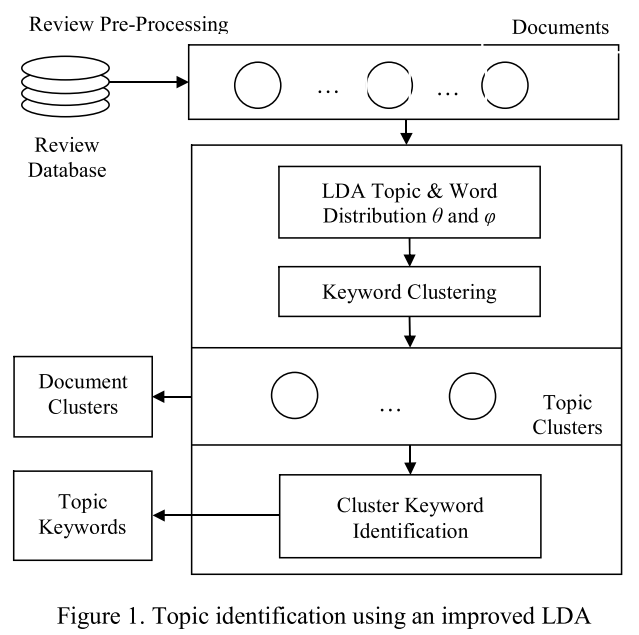 Review Pre-Processing
Documents
… …
Review
Database
LDA Topic & Word
Distribution θ and φ
Keyword Clustering
Document
Clusters
…
Topic
Clusters
Topic
Keywords
Cluster Keyword
Identification
Figure 1. Topic identification using an improved LDA